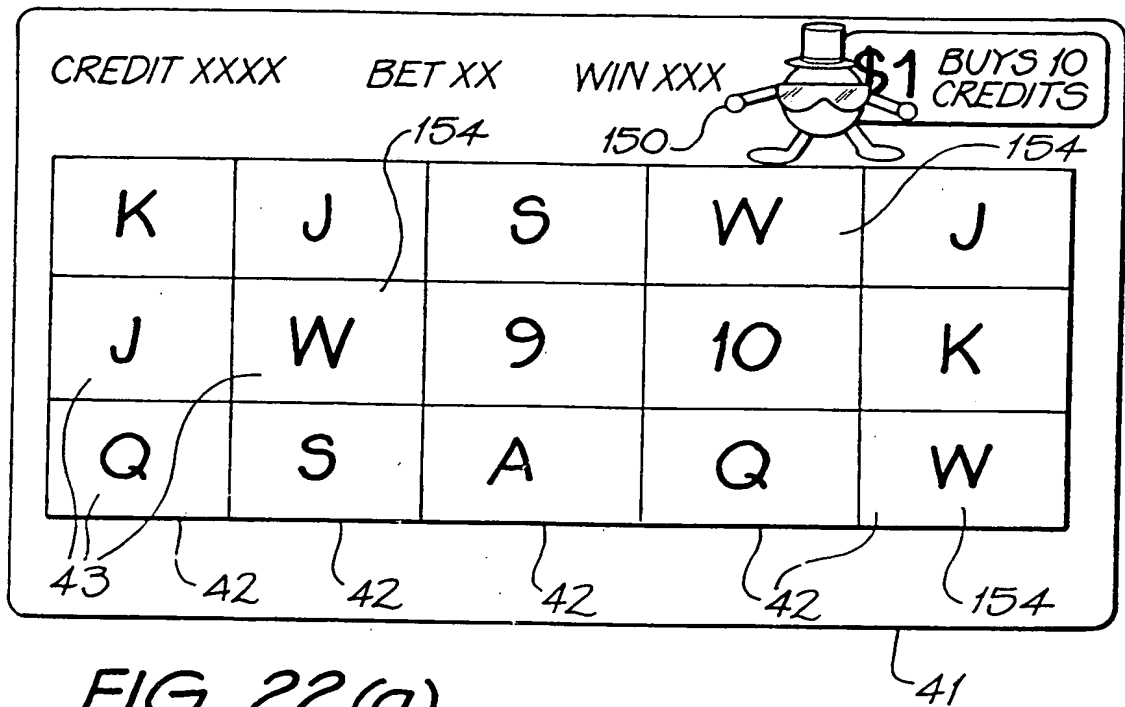 CREDIT XXXX BET XX WIN XXX $1 BUYS 10
CREDITS
150 154 154
K J S W J
J W 9 10 K
Q S A Q W
43 42 42 42 42 154
41
FIG. 22(a)